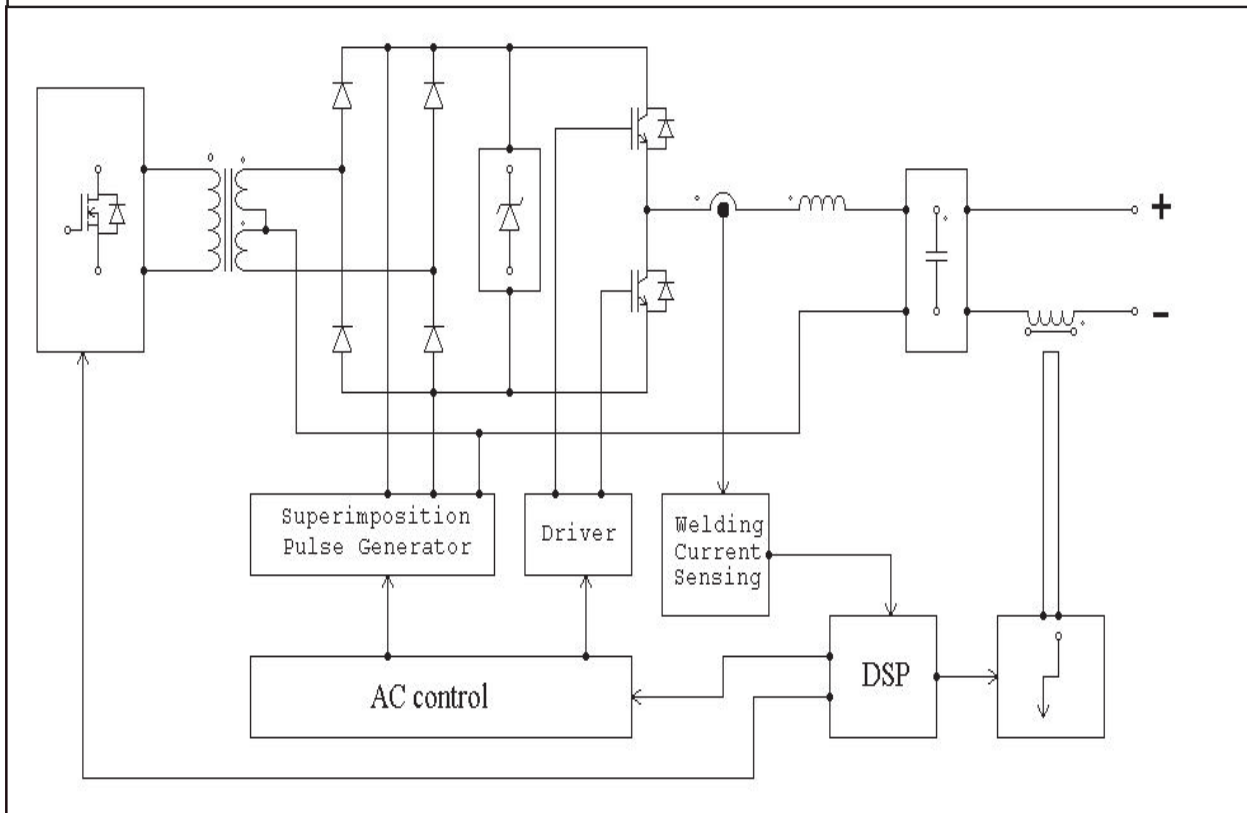 +
-
Superimposition
Pulse Generator
Driver
Welding
Current
Sensing
AC control
DSP